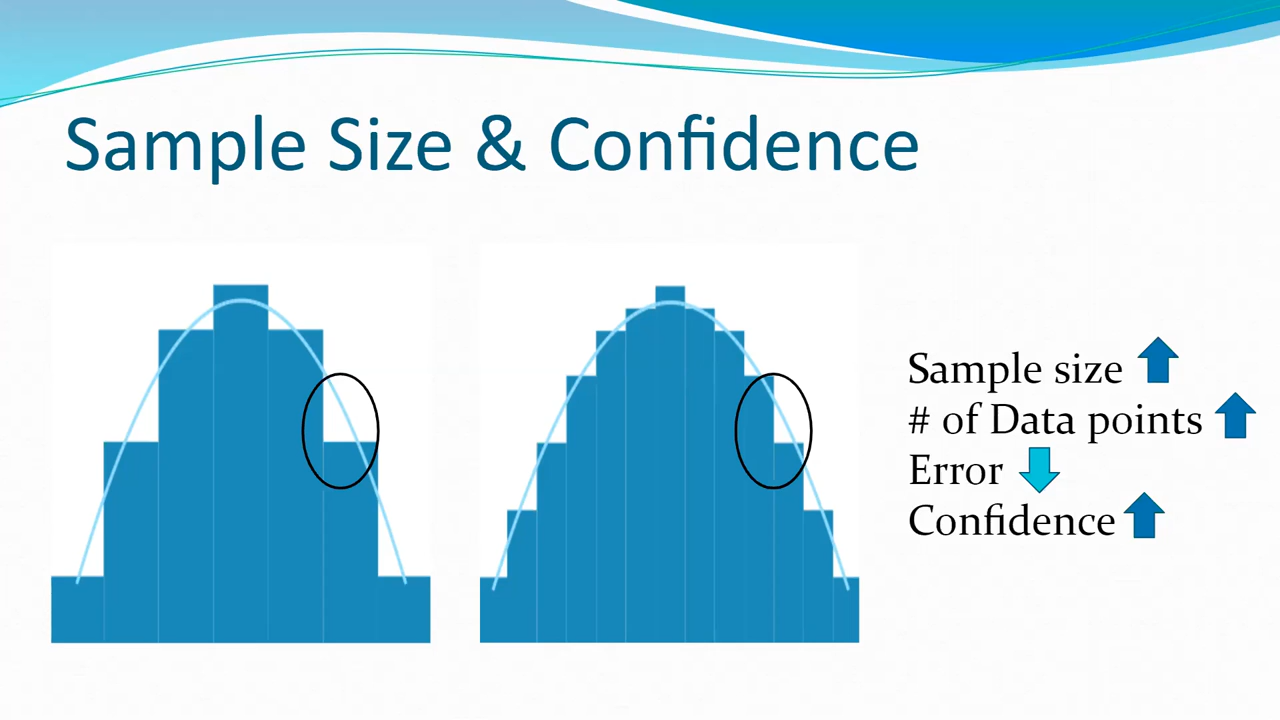 Sample Size & Confidence
Sample size
# of Data points
Error
Confidence